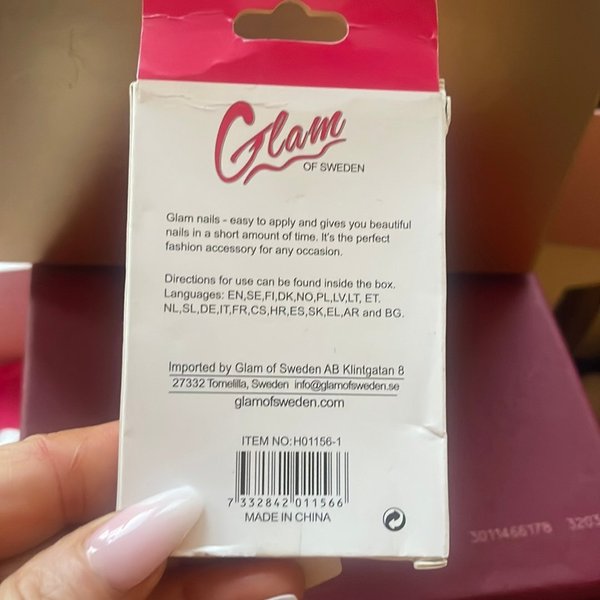 Glam
OF SWEDEN
Glam nails - easy to apply and gives you beautiful
nails in a short amount of time. It's the perfect
fashion accessory for any occasion.
Directions for use can be found inside the box.
Languages: EN,SE,FI,DK,NO,PL,LV,LT, ET.
NL,SL,DE,IT,FR,CS,HR,ES,SK,EL,AR and BG.
Imported by Glam of Sweden AB Klintgatan 8
27332 Tomelilla, Sweden info@glamofsweden.se
glamofsweden.com
ITEM NO:H01156-1
7 332842 011566
MADE IN CHINA
3011466178 3203